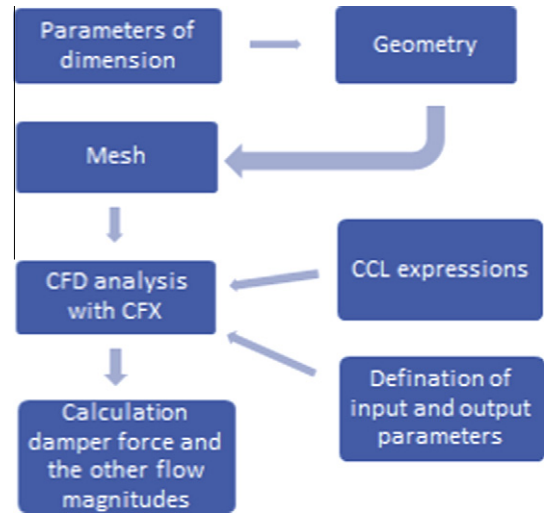 Parameters of
dimension
Geometry
Mesh
CFD analysis
with CFX
CCL expressions
Defination of
input and output
parameters
Calculation
damper force and
the other flow
magnitudes